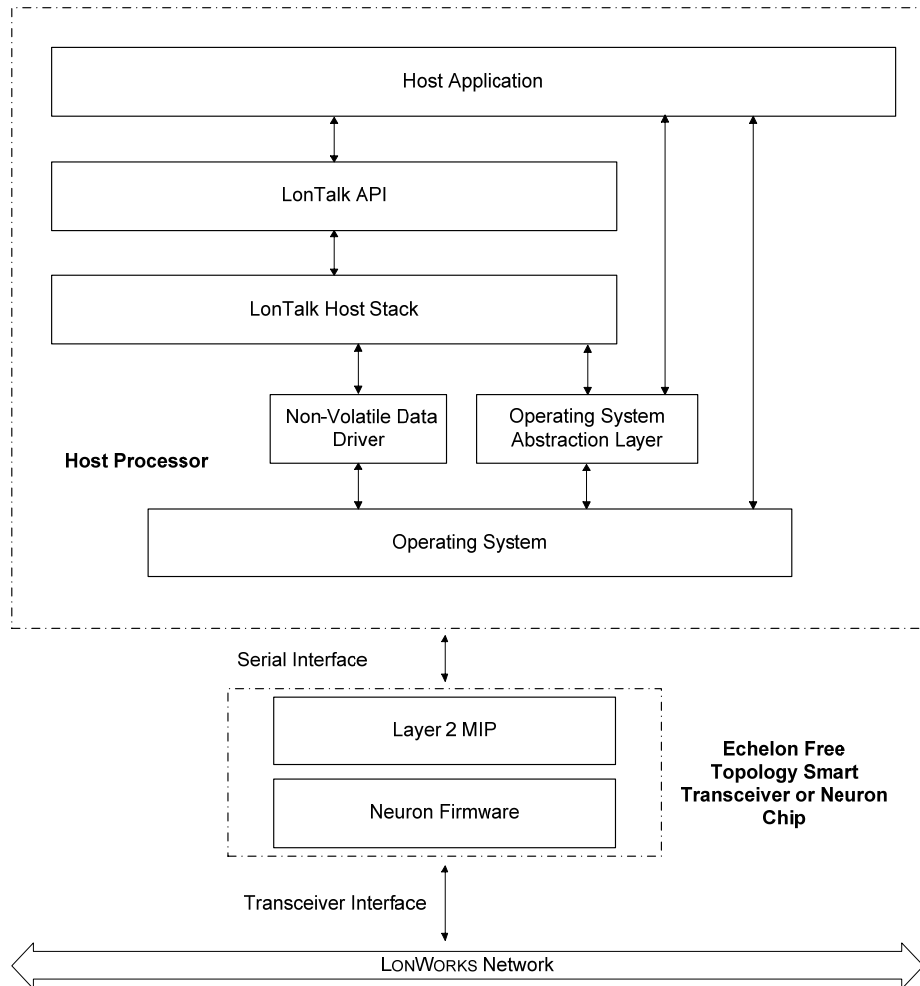 Host Application
LonTalk API
LonTalk Host Stack
Non-Volatile Data
Driver
Operating System
Abstraction Layer
Host Processor
Operating System
Serial Interface
Layer 2 MIP
Neuron Firmware
Echelon Free
Topology Smart
Transceiver or Neuron
Chip
Transceiver Interface
LONWORKS Network